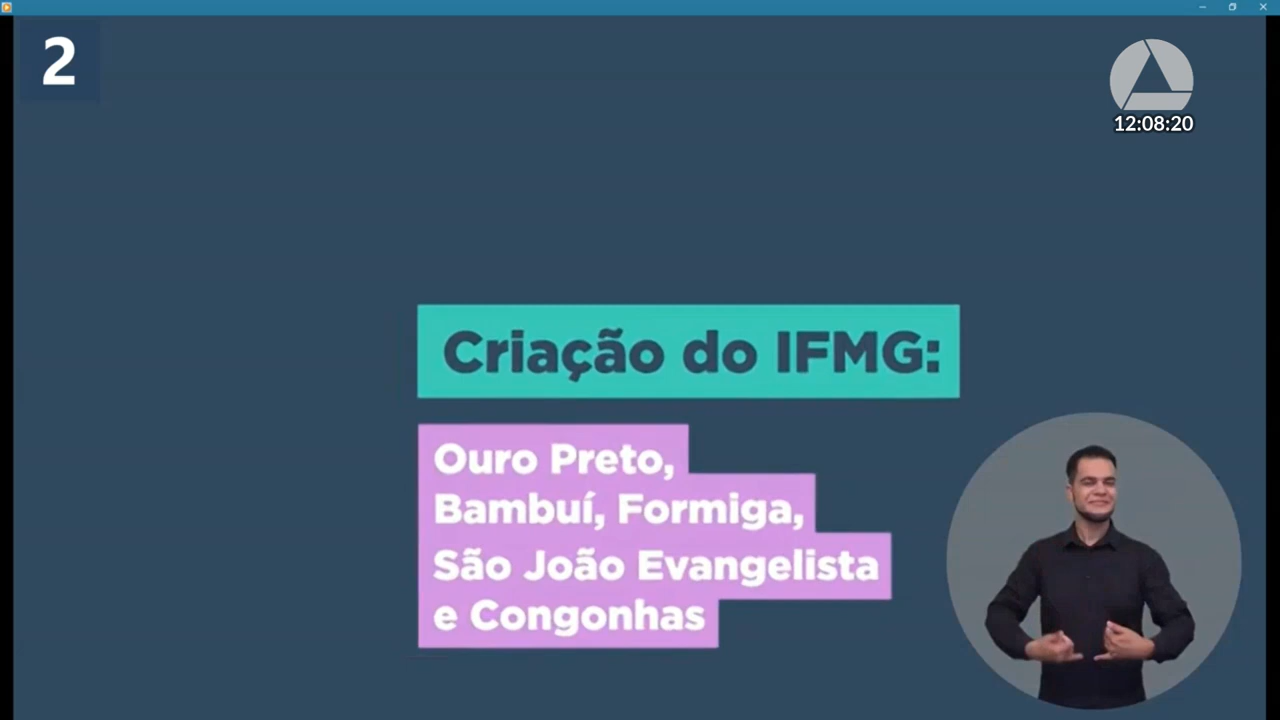 2
12:08:20
Criação do IFMG:
Ouro Preto,
Bambuí, Formiga,
São João Evangelista
e Congonhas